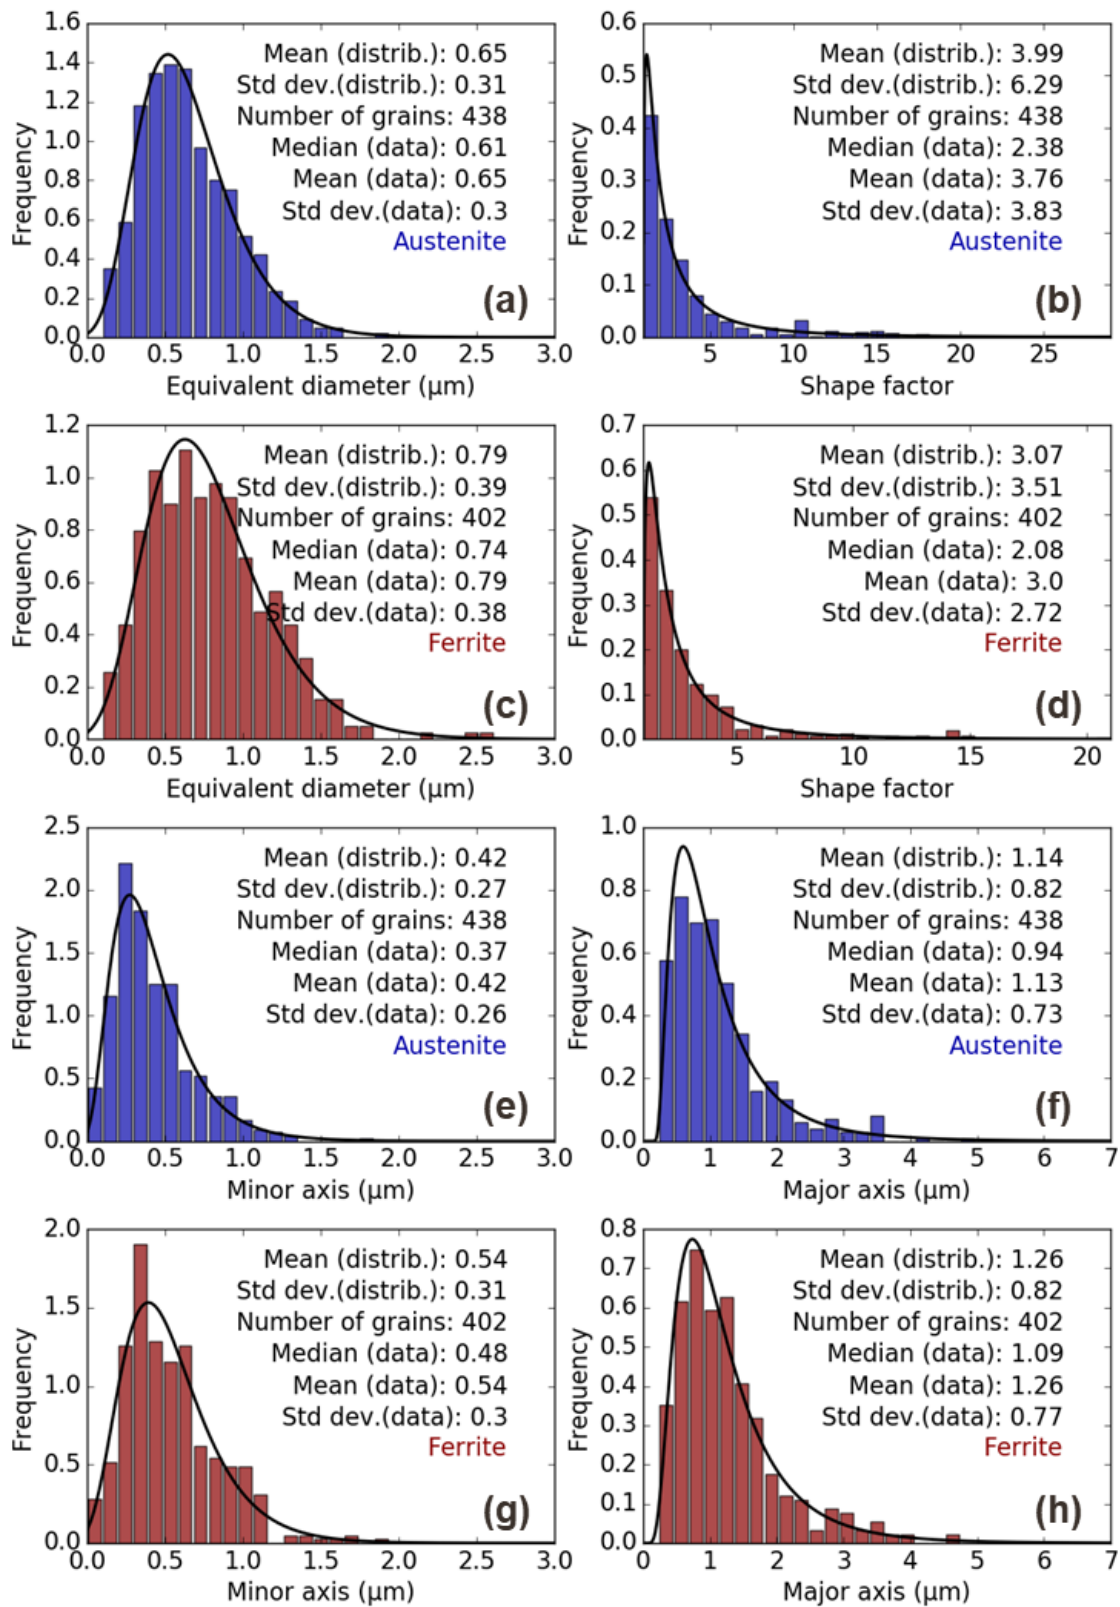 1.6
1.4
1.2
1.0
0.8
0.6
0.4
0.2
0.0
Frequency
Mean (distrib.): 0.65
Std dev.(distrib.): 0.31
Number of grains: 438
Median (data): 0.61
Mean (data): 0.65
Std dev.(data): 0.3
Austenite
(a)
0.0 0.5 1.0 1.5 2.0 2.5 3.0
Equivalent diameter (μm)
0.6
0.5
0.4
0.3
0.2
0.1
0.0
Frequency
Mean (distrib.): 3.99
Std dev.(distrib.): 6.29
Number of grains: 438
Median (data): 2.38
Mean (data): 3.76
Std dev.(data): 3.83
Austenite
(b)
5 10 15 20 25
Shape factor
1.2
1.0
0.8
0.6
0.4
0.2
0.0
Frequency
Mean (distrib.): 0.79
Std dev.(distrib.): 0.39
Number of grains: 402
Median (data): 0.74
Mean (data): 0.79
Std dev.(data): 0.38
Ferrite
(c)
0.0 0.5 1.0 1.5 2.0 2.5 3.0
Equivalent diameter (μm)
0.7
0.6
0.5
0.4
0.3
0.2
0.1
0.0
Frequency
Mean (distrib.): 3.07
Std dev.(distrib.): 3.51
Number of grains: 402
Median (data): 2.08
Mean (data): 3.0
Std dev.(data): 2.72
Ferrite
(d)
5 10 15 20
Shape factor
2.5
2.0
1.5
1.0
0.5
0.0
Frequency
Mean (distrib.): 0.42
Std dev.(distrib.): 0.27
Number of grains: 438
Median (data): 0.37
Mean (data): 0.42
Std dev.(data): 0.26
Austenite
(e)
0.0 0.5 1.0 1.5 2.0 2.5 3.0
Minor axis (μm)
1.0
0.8
0.6
0.4
0.2
0.0
Frequency
Mean (distrib.): 1.14
Std dev.(distrib.): 0.82
Number of grains: 438
Median (data): 0.94
Mean (data): 1.13
Std dev.(data): 0.73
Austenite
(f)
0 1 2 3 4 5 6 7
Major axis (μm)
2.0
1.5
1.0
0.5
0.0
Frequency
Mean (distrib.): 0.54
Std dev.(distrib.): 0.31
Number of grains: 402
Median (data): 0.48
Mean (data): 0.54
Std dev.(data): 0.3
Ferrite
(g)
0.0 0.5 1.0 1.5 2.0 2.5 3.0
Minor axis (μm)
0.8
0.7
0.6
0.5
0.4
0.3
0.2
0.1
0.0
Frequency
Mean (distrib.): 1.26
Std dev.(distrib.): 0.82
Number of grains: 402
Median (data): 1.09
Mean (data): 1.26
Std dev.(data): 0.77
Ferrite
(h)
0 1 2 3 4 5 6 7
Major axis (μm)